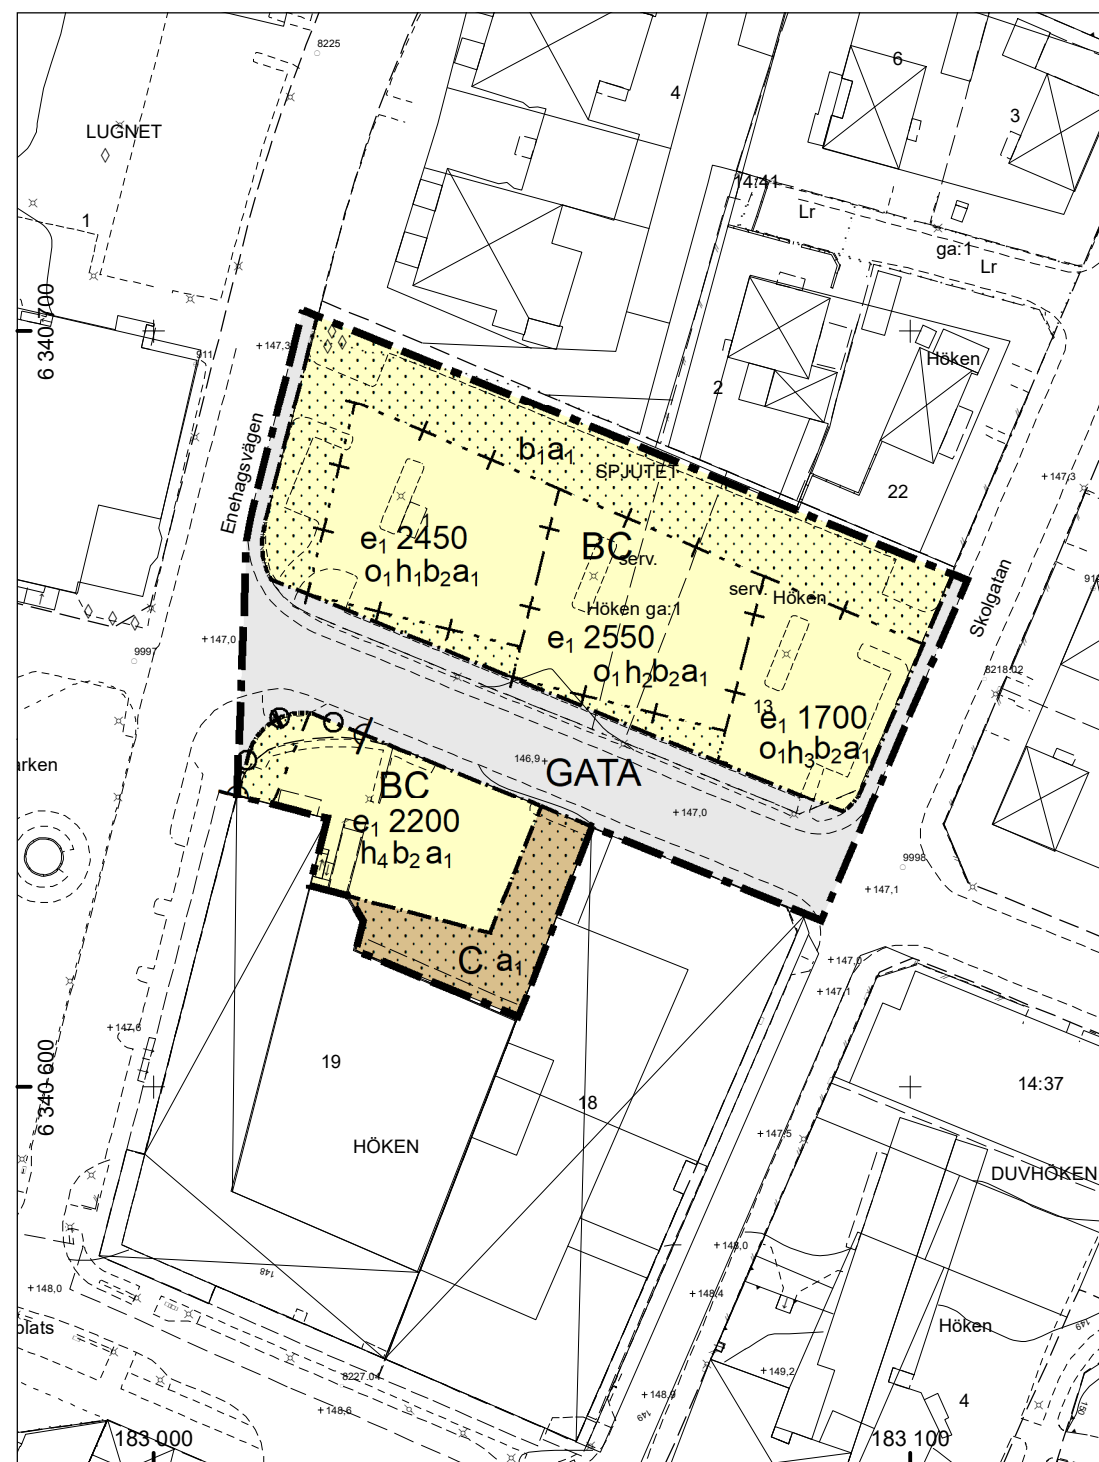 8225
6
4
3
LUGNET
14:41
Lr
1
ga:1
Lr
6 340 700
+147,3
911
Höken
2
Enehagsvägen
b1a1
SPJUTET
+147,3
22
e1 2450
BC
serv.
o1h1b2a1
serv.
Höken
Skolgatan
Höken ga:1
+147,0
e1 2550
9997
o1h2b2a1
8218.02
13
e1 1700
o1h3b2a1
arken
146,9+
GATA
BC
+147,0
e1 2200
h4b2a1
9998
+147,1
C a1
+147,0
+147,1
+147,6
6 340 600
19
14:37
18
+147,5
HÖKEN
DUVHÖKEN
+148,0
148
+148,0
+148,4
plats
Höken
149
8227.04
+149,2
+148,9
4
+148,6
149
150
183 000
183 100